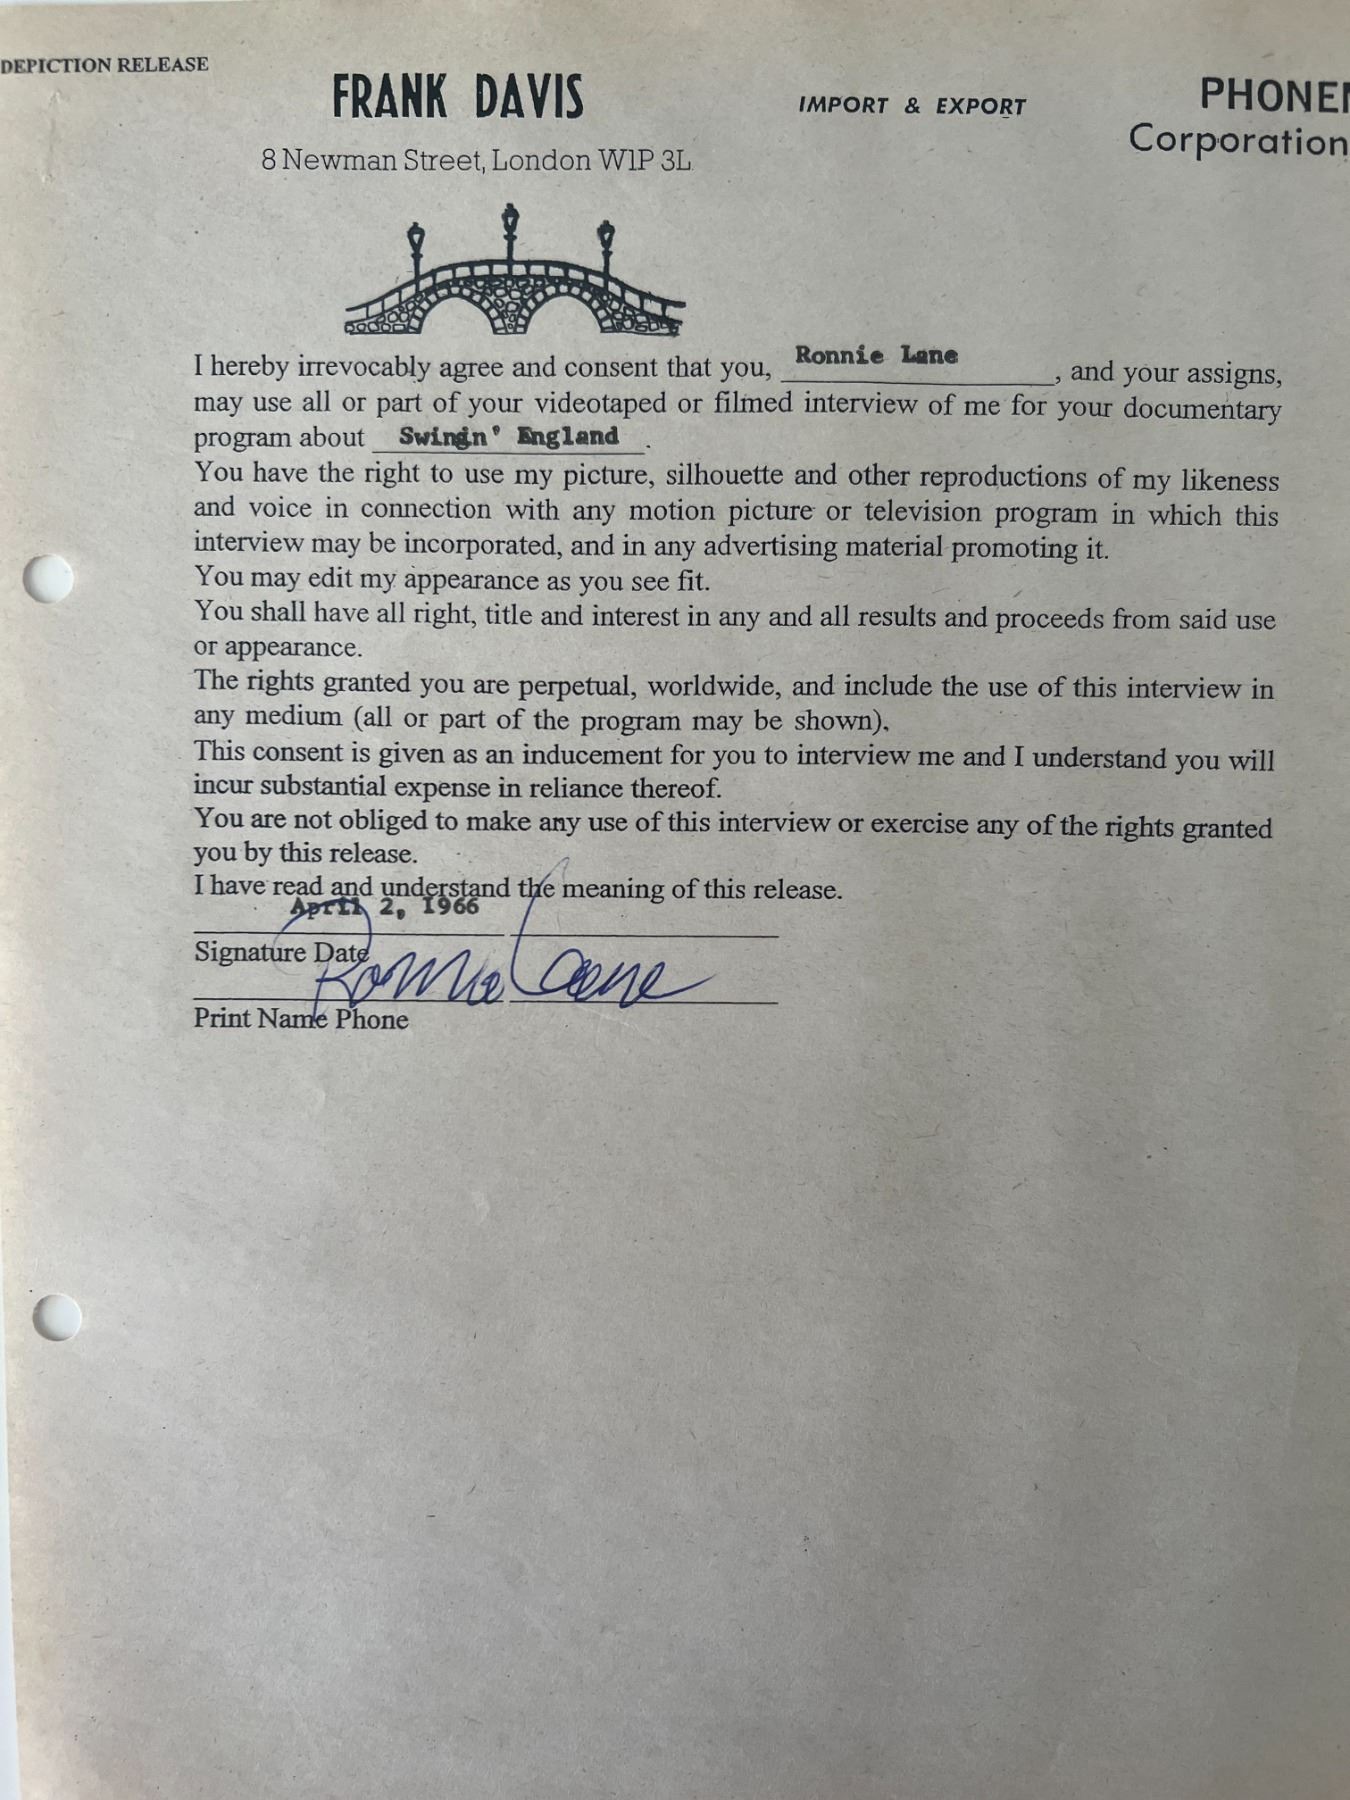 DEPICTION RELEASE
FRANK DAVIS
IMPORT & EXPORT
PHONE
Corporation
8 Newman Street, London W1P 3L
I hereby irrevocably agree and consent that you, Ronnie Lane, and your assigns,
may use all or part of your videotaped or filmed interview of me for your documentary
program about Swingin' England.
You have the right to use my picture, silhouette and other reproductions of my likeness
and voice in connection with any motion picture or television program in which this
interview may be incorporated, and in any advertising material promoting it.
You may edit my appearance as you see fit.
You shall have all right, title and interest in any and all results and proceeds from said use
or appearance.
The rights granted you are perpetual, worldwide, and include the use of this interview in
any medium (all or part of the program may be shown).
This consent is given as an inducement for you to interview me and I understand you will
incur substantial expense in reliance thereof.
You are not obliged to make any use of this interview or exercise any of the rights granted
you by this release.
I have read and understand the meaning of this release.
April 2, 1966
Signature Date
Ronnie Lane
Print Name Phone